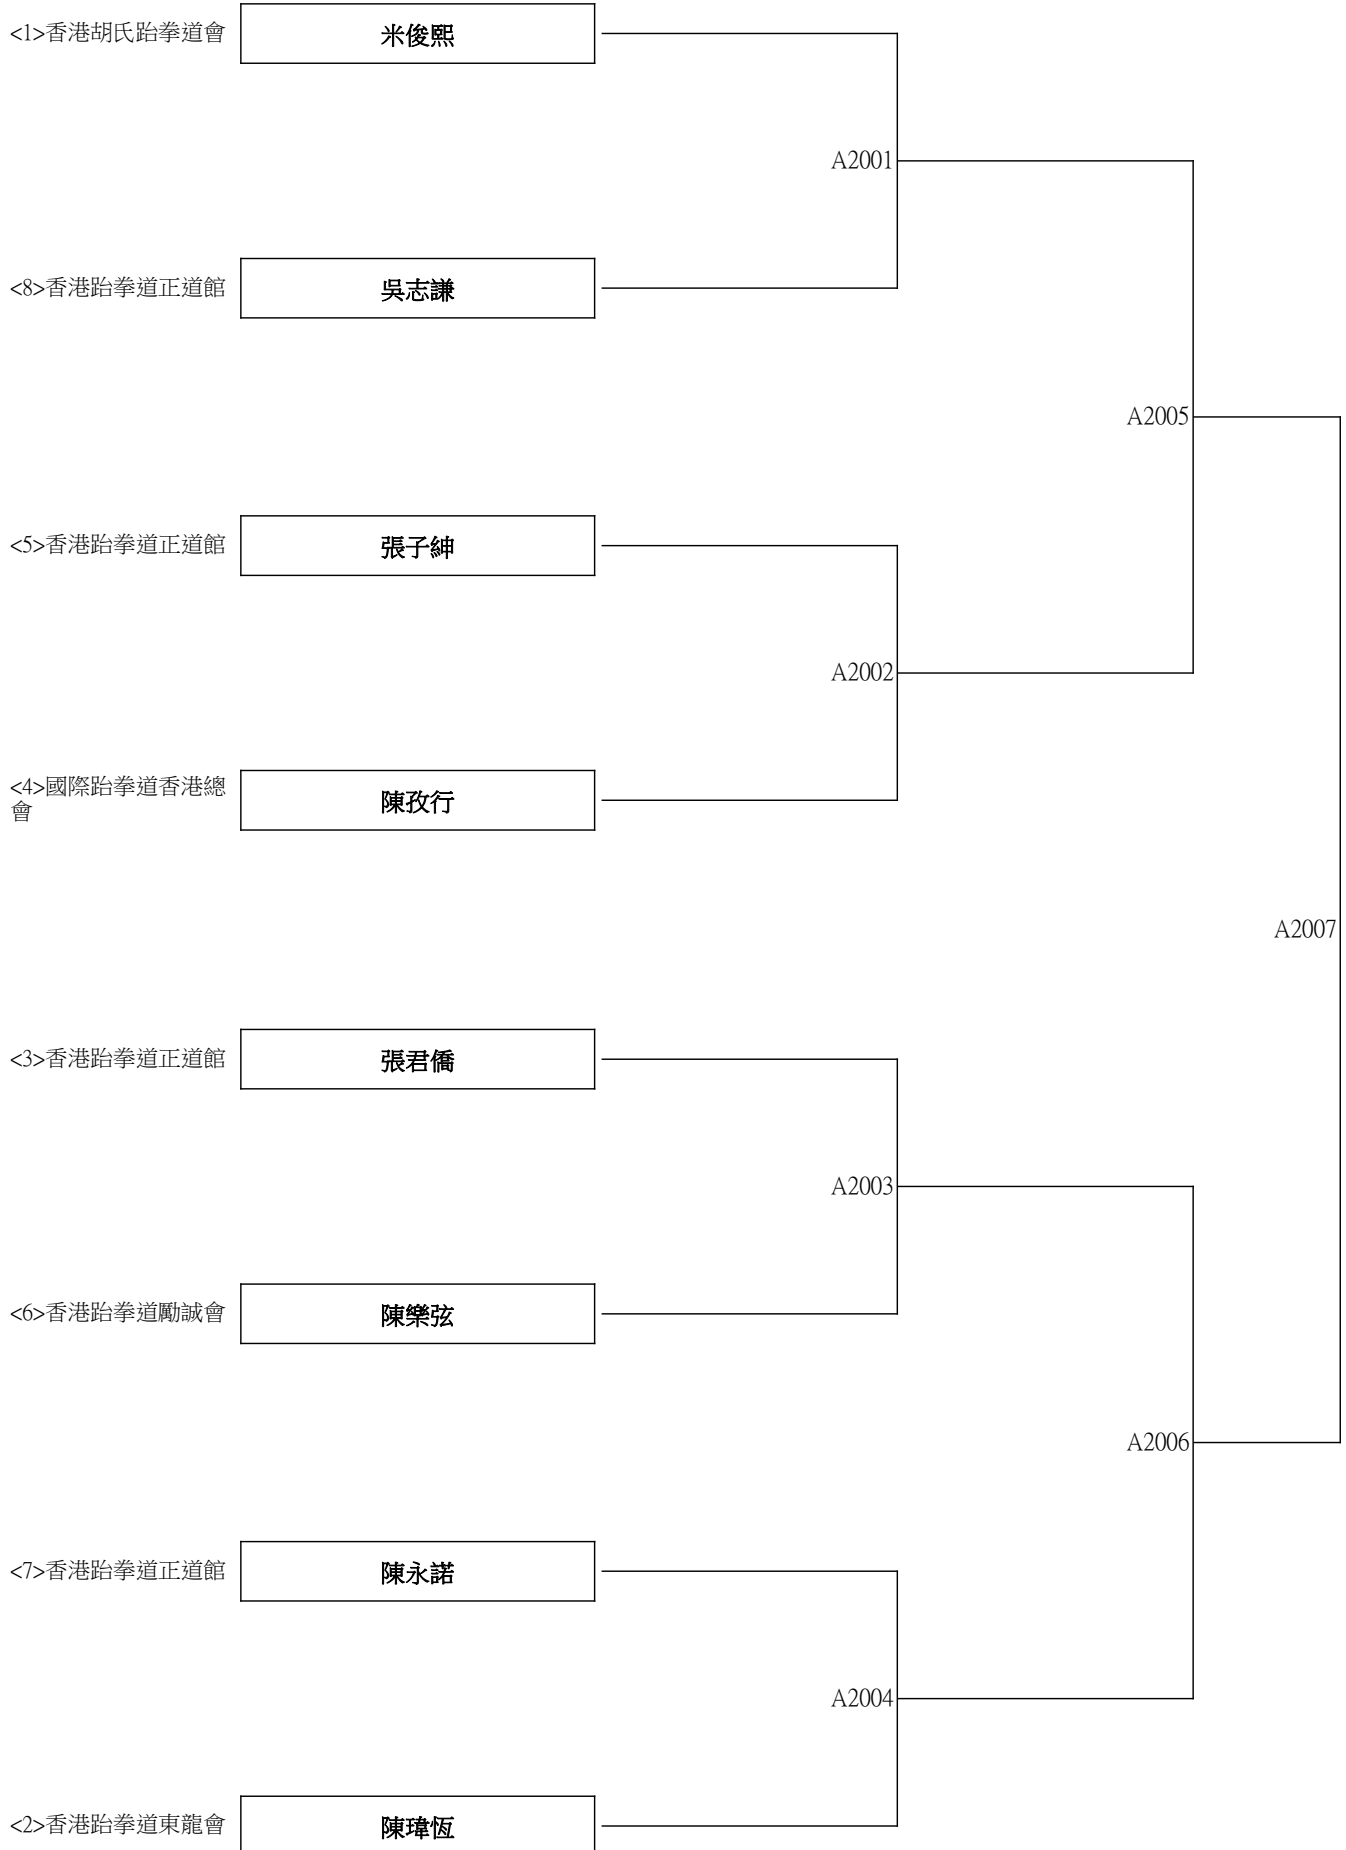 <1>香港胡氏跆拳道會
米俊熙
A2001
<8>香港跆拳道正道館
吳志謙
A2005
<5>香港跆拳道正道館
張子紳
A2002
<4>國際跆拳道香港總
會
陳孜行
A2007
<3>香港跆拳道正道館
張君僑
A2003
<6>香港跆拳道勵誠會
陳樂弦
A2006
<7>香港跆拳道正道館
陳永諾
A2004
<2>香港跆拳道東龍會
陳瑋恆